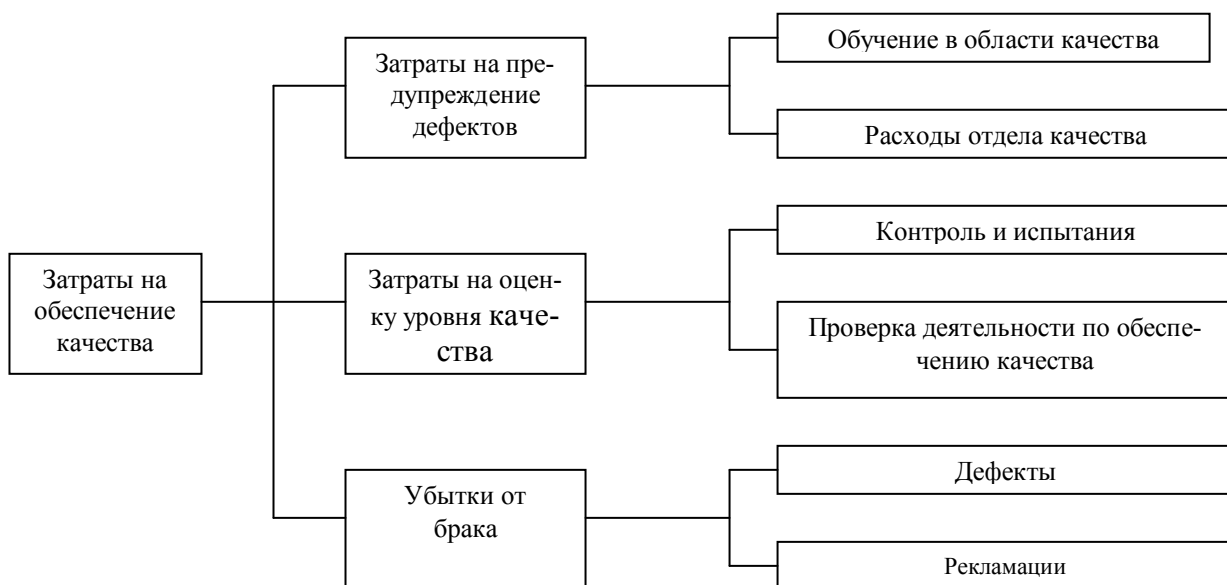 Затраты на
обеспечение
качества
Затраты на пре-
дупреждение
дефектов
Обучение в области качества
Расходы отдела качества
Затраты на оцен-
ку уровня каче-
ства
Контроль и испытания
Проверка деятельности по обеспе-
чению качества
Убытки от
брака
Дефекты
Рекламации